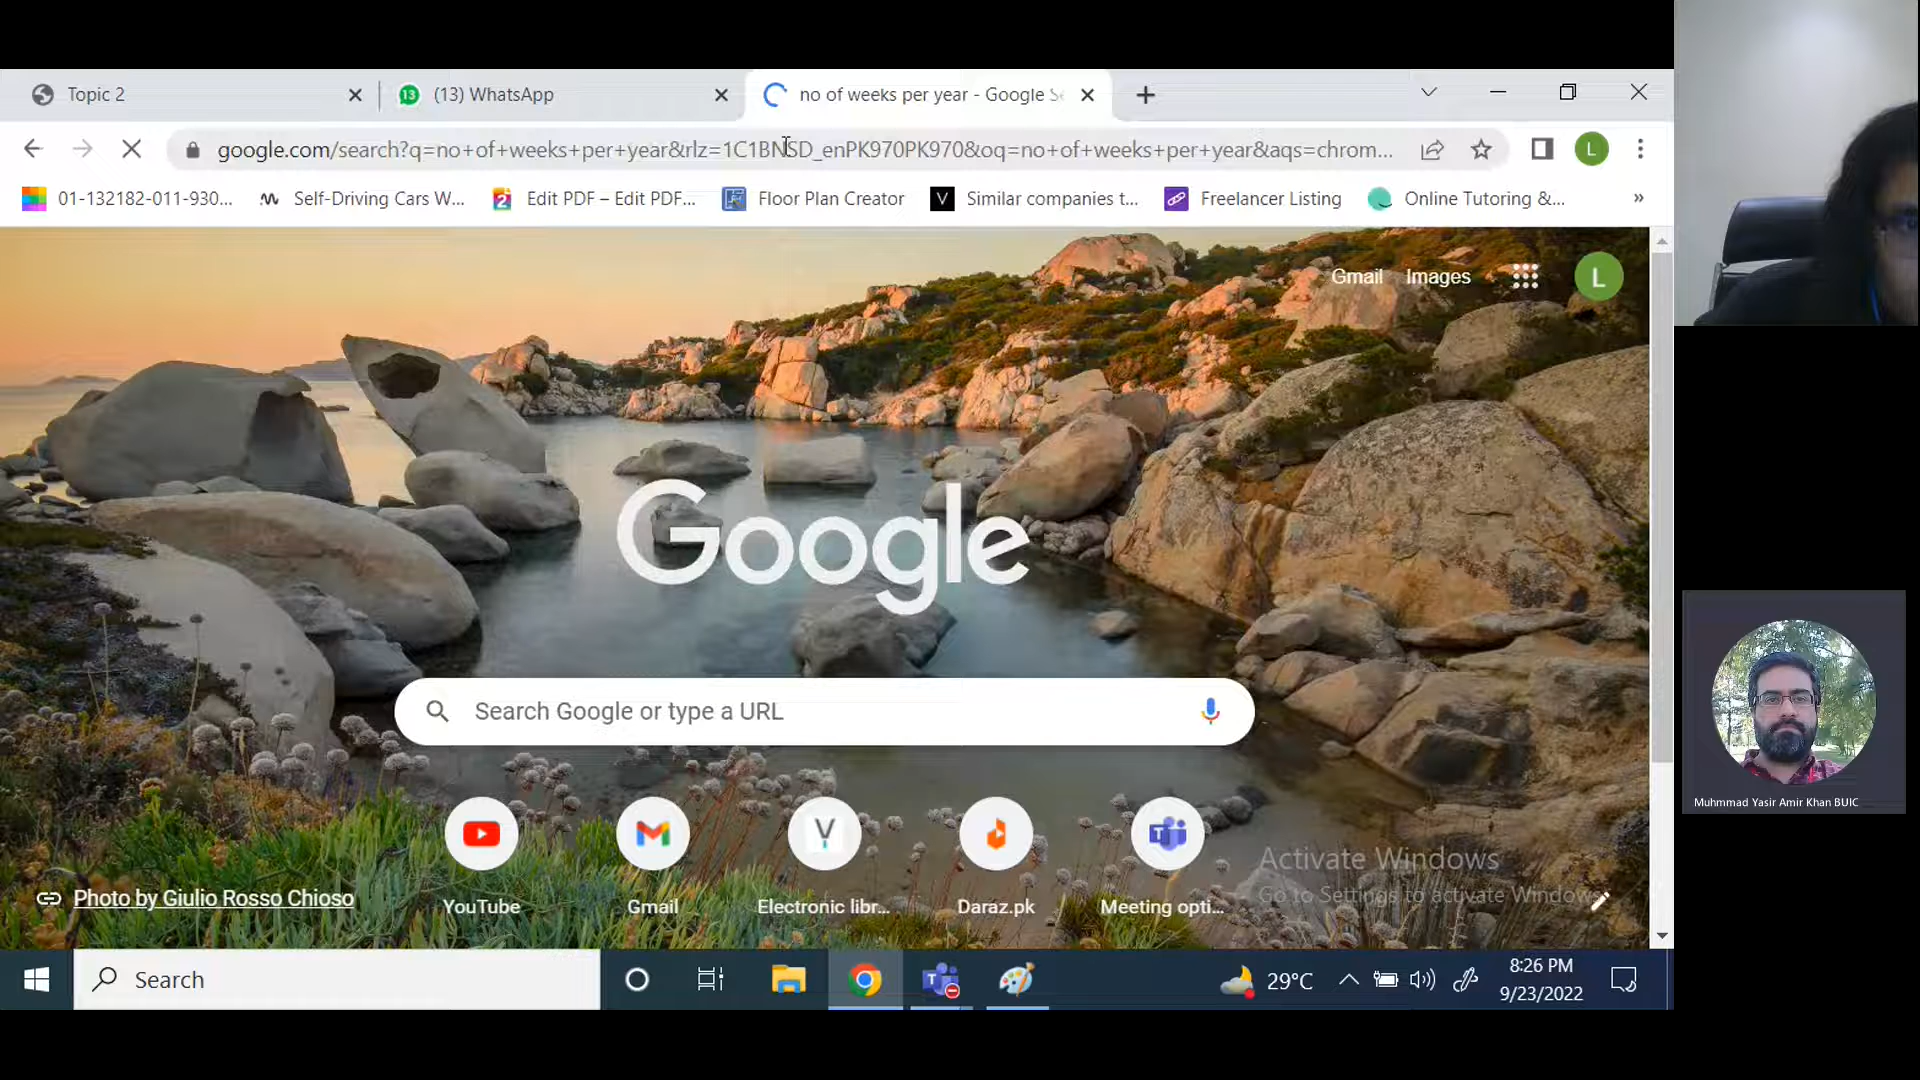 Topic 2
13
(13) WhatsApp
no of weeks per year - Google Se
google.com/search?q=no+of+weeks+per+year&rlz=1C1BNSD_enPK970PK970&oq=no+of+weeks+per+year&aqs=chrom...
L
01-132182-011-930...
Self-Driving Cars W...
2
Edit PDF – Edit PDF...
Floor Plan Creator
V
Similar companies t...
Freelancer Listing
Online Tutoring &...
»
Gmail
Images
L
Google
Search Google or type a URL
YouTube
Gmail
Electronic libr...
Daraz.pk
Meeting opti...
Photo by Giulio Rosso Chioso
Activate Windows
Go to Settings to activate Windows.
Muhmmad Yasir Amir Khan BUIC
Search
29°C
8:26 PM
9/23/2022